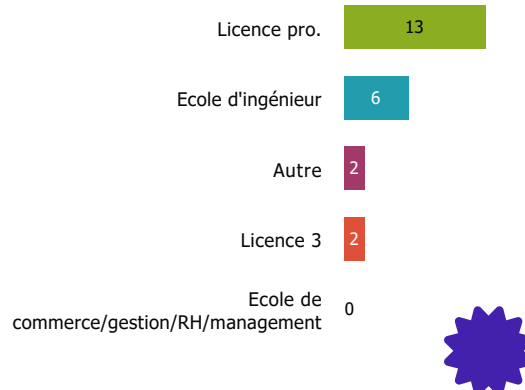 Licence pro. 13
Ecole d'ingénieur 6
Autre 2
Licence 3 2
Ecole de
commerce/gestion/RH/management 0